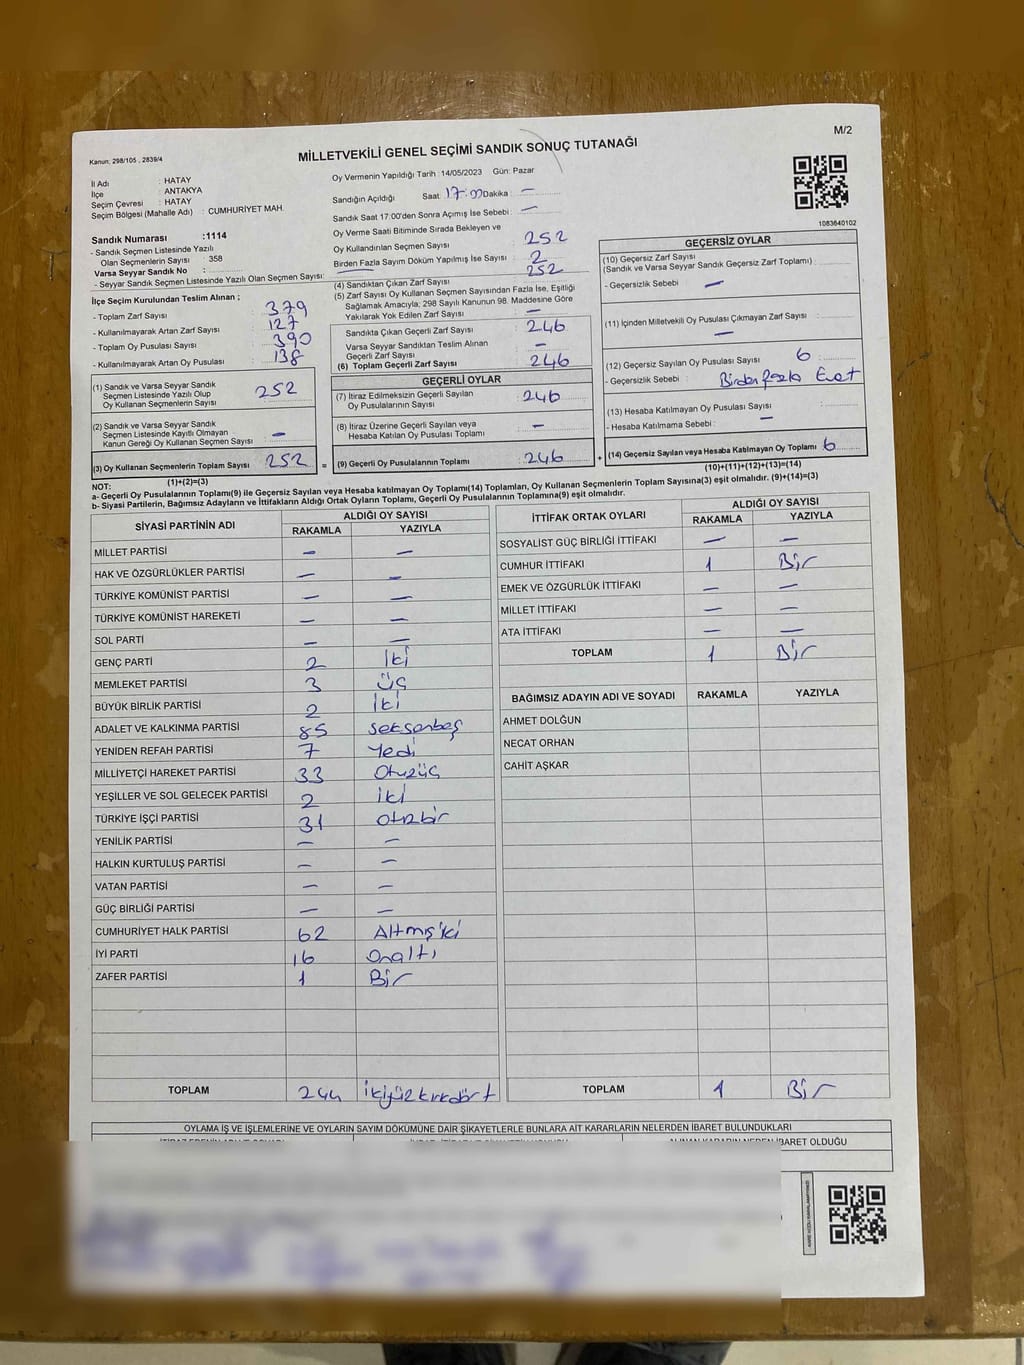 M/2
Kanun: 298/105 , 2839/4
MİLLETVEKİLİ GENEL SEÇİMİ SANDIK SONUÇ TUTANAĞI
İl Adı : HATAY
İlçe : ANTAKYA
Seçim Çevresi : HATAY
Seçim Bölgesi (Mahalle Adı) : CUMHURİYET MAH.
Sandık Numarası :1114
- Sandık Seçmen Listesinde Yazılı
Olan Seçmenlerin Sayısı : 358
Varsa Seyyar Sandık No :
- Seyyar Sandık Seçmen Listesinde Yazılı Olan Seçmen Sayısı:
İlçe Seçim Kurulundan Teslim Alınan ;
- Toplam Zarf Sayısı : 379
- Kullanılmayarak Artan Zarf Sayısı : 127
- Toplam Oy Pusulası Sayısı : 390
- Kullanılmayarak Artan Oy Pusulası : 138
(1) Sandık ve Varsa Seyyar Sandık
Seçmen Listesinde Yazılı Olup
Oy Kullanan Seçmenlerin Sayısı : 252
(2) Sandık ve Varsa Seyyar Sandık
Seçmen Listesinde Kayıtlı Olmayan
Kanun Gereği Oy Kullanan Seçmen Sayısı : –
(3) Oy Kullanan Seçmenlerin Toplam Sayısı : 252 =
(1)+(2)=(3)
Oy Vermenin Yapıldığı Tarih : 14/05/2023 Gün: Pazar
Sandığın Açıldığı Saat 17:00 Dakika : –
Sandık Saat 17:00'den Sonra Açımış İse Sebebi : –
Oy Verme Saati Bitiminde Sırada Bekleyen ve
Oy Kullandırılan Seçmen Sayısı : 252
Birden Fazla Sayım Döküm Yapılmış İse Sayısı : 2
(4) Sandıktan Çıkan Zarf Sayısı : 252
(5) Zarf Sayısı Oy Kullanan Seçmen Sayısından Fazla İse, Eşitliği
Sağlamak Amacıyla; 298 Sayılı Kanunun 98. Maddesine Göre
Yakılarak Yok Edilen Zarf Sayısı : –
Sandıkta Çıkan Geçerli Zarf Sayısı : 246
Varsa Seyyar Sandıktan Teslim Alınan
Geçerli Zarf Sayısı : –
(6) Toplam Geçerli Zarf Sayısı : 246
GEÇERLİ OYLAR
(7) İtiraz Edilmeksizin Geçerli Sayılan
Oy Pusulalarının Sayısı : 246
(8) İtiraz Üzerine Geçerli Sayılan veya
Hesaba Katılan Oy Pusulası Toplamı : –
(9) Geçerli Oy Pusulalarının Toplamı : 246 +
1083640102
GEÇERSİZ OYLAR
(10) Geçersiz Zarf Sayısı
(Sandık ve Varsa Seyyar Sandık Geçersiz Zarf Toplamı) :
- Geçersizlik Sebebi : –
(11) İçinden Milletvekili Oy Pusulası Çıkmayan Zarf Sayısı :
–
(12) Geçersiz Sayılan Oy Pusulası Sayısı : 6
- Geçersizlik Sebebi : Birden fazla Evet
(13) Hesaba Katılmayan Oy Pusulası Sayısı :
- Hesaba Katılmama Sebebi : –
(14) Geçersiz Sayılan veya Hesaba Katılmayan Oy Toplamı : 6
(10)+(11)+(12)+(13)=(14)
NOT:
a- Geçerli Oy Pusulalarının Toplamı(9) ile Geçersiz Sayılan veya Hesaba katılmayan Oy Toplamı(14) Toplamları, Oy Kullanan Seçmenlerin Toplam Sayısına(3) eşit olmalıdır. (9)+(14)=(3)
b- Siyasi Partilerin, Bağımsız Adayların ve İttifakların Aldığı Ortak Oyların Toplamı, Geçerli Oy Pusulalarının Toplamına(9) eşit olmalıdır.
SİYASİ PARTİNİN ADI ALDIĞI OY SAYISI
RAKAMLA YAZIYLA
MİLLET PARTİSİ – –
HAK VE ÖZGÜRLÜKLER PARTİSİ – –
TÜRKİYE KOMÜNİST PARTİSİ – –
TÜRKİYE KOMÜNİST HAREKETİ – –
SOL PARTİ – –
GENÇ PARTİ 2 İki
MEMLEKET PARTİSİ 3 üç
BÜYÜK BİRLİK PARTİSİ 2 İki
ADALET VE KALKINMA PARTİSİ 85 seksenbeş
YENİDEN REFAH PARTİSİ 7 Yedi
MİLLİYETÇİ HAREKET PARTİSİ 33 Otuzüç
YEŞİLLER VE SOL GELECEK PARTİSİ 2 iki
TÜRKİYE İŞÇİ PARTİSİ 31 otuzbir
YENİLİK PARTİSİ – –
HALKIN KURTULUŞ PARTİSİ – –
VATAN PARTİSİ – –
GÜÇ BİRLİĞİ PARTİSİ – –
CUMHURİYET HALK PARTİSİ 62 Altmış iki
İYİ PARTİ 16 Onaltı
ZAFER PARTİSİ 1 Bir
TOPLAM 244 ikiyüzkırkdört
İTTİFAK ORTAK OYLARI ALDIĞI OY SAYISI
RAKAMLA YAZIYLA
SOSYALİST GÜÇ BİRLİĞİ İTTİFAKI – –
CUMHUR İTTİFAKI 1 Bir
EMEK VE ÖZGÜRLÜK İTTİFAKI – –
MİLLET İTTİFAKI – –
ATA İTTİFAKI – –
TOPLAM 1 Bir
BAĞIMSIZ ADAYIN ADI VE SOYADI RAKAMLA YAZIYLA
AHMET DOLĞUN
NECAT ORHAN
CAHİT AŞKAR
TOPLAM 1 Bir
OYLAMA İŞ VE İŞLEMLERİNE VE OYLARIN SAYIM DÖKÜMÜNE DAİR ŞİKAYETLERLE BUNLARA AİT KARARLARIN NELERDEN İBARET BULUNDUKLARI
İBARET OLDUĞU